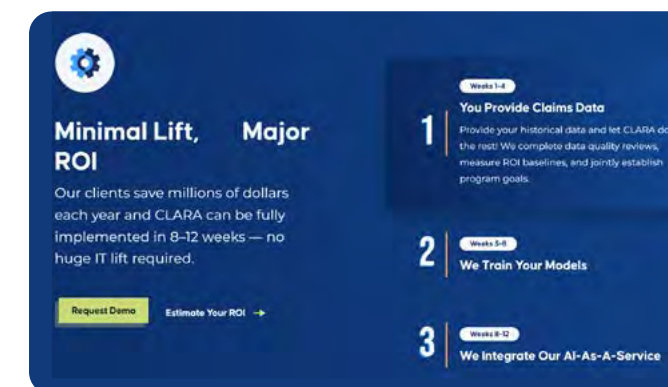 Minimal Lift, Major
ROI
Our clients save millions of dollars
each year and CLARA can be fully
implemented in 8–12 weeks — no
huge IT lift required.
Request Demo
Estimate Your ROI →
1
Weeks 1-4
You Provide Claims Data
Provide your historical data and let CLARA do
the rest! We complete data quality reviews,
measure ROI baselines, and jointly establish
program goals.
2
Weeks 5-8
We Train Your Models
3
Weeks 8-12
We Integrate Our AI-As-A-Service